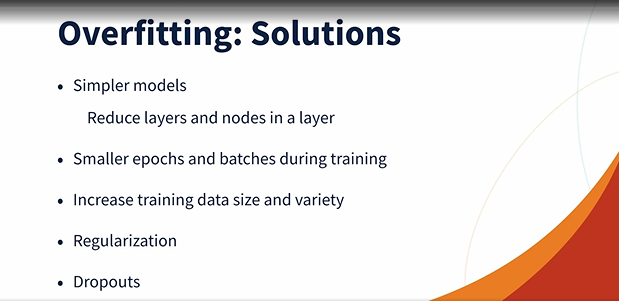 Overfitting: Solutions
• Simpler models
Reduce layers and nodes in a layer
• Smaller epochs and batches during training
• Increase training data size and variety
• Regularization
• Dropouts